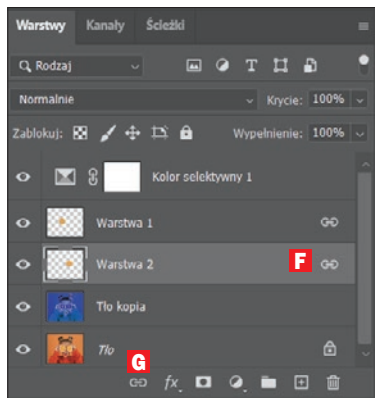 Warstwy Kanały Ścieżki
Rodzaj T
Normalnie Krycie: 100%
Zablokuj: Wypełnienie: 100%
Kolor selektywny 1
Warstwa 1
Warstwa 2 F
Tło kopia
Tło
G
fx